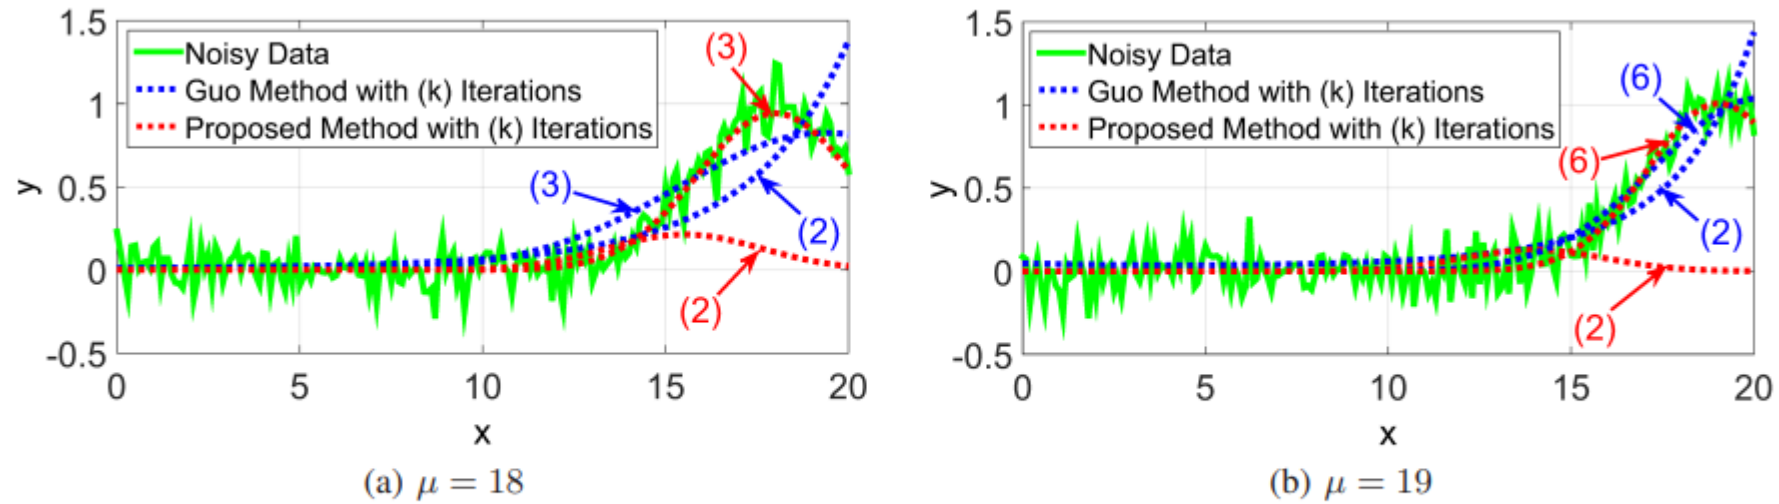 1.5
1
0.5
0
-0.5
y
Noisy Data
Guo Method with (k) Iterations
Proposed Method with (k) Iterations
(3)
(3)
(2)
(2)
0
5
10
15
20
x
(a) μ = 18
1.5
1
0.5
0
-0.5
y
Noisy Data
Guo Method with (k) Iterations
Proposed Method with (k) Iterations
(6)
(6)
(2)
(2)
0
5
10
15
20
x
(b) μ = 19